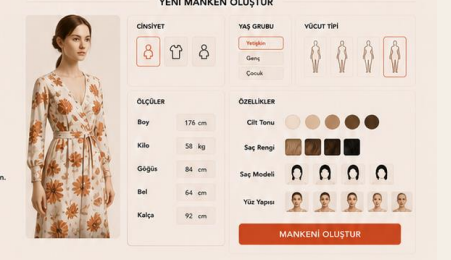 YENİ MANKEN OLUŞTUR
CİNSİYET
YAŞ GRUBU
Yetişkin
Genç
Çocuk
VÜCUT TİPİ
ÖLÇÜLER
Boy 176 cm
Kilo 58 kg
Göğüs 84 cm
Bel 64 cm
Kalça 92 cm
ÖZELLİKLER
Cilt Tonu
Saç Rengi
Saç Modeli
Yüz Yapısı
MANKENİ OLUŞTUR
n.